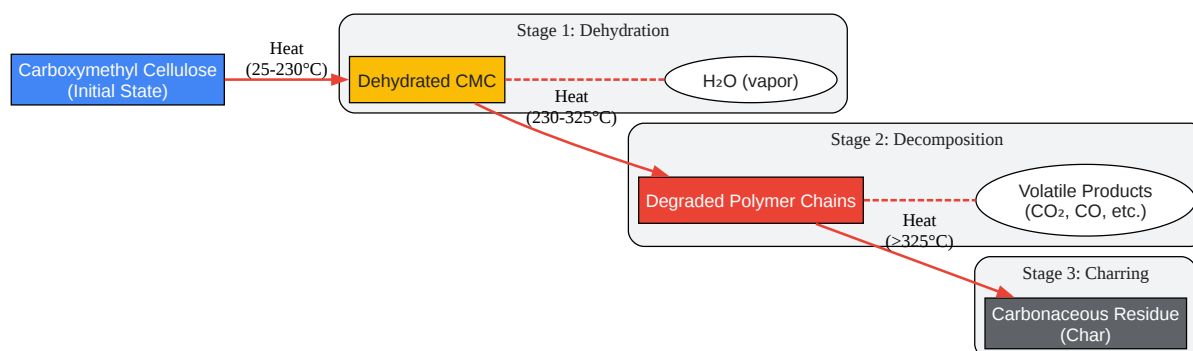 Stage 1: Dehydration
Heat
(25-230°C)
Carboxymethyl Cellulose
(Initial State)
Dehydrated CMC
H₂O (vapor)
Heat
(230-325°C)
Stage 2: Decomposition
Degraded Polymer Chains
Volatile Products
(CO₂, CO, etc.)
Heat
(>325°C)
Stage 3: Charring
Carbonaceous Residue
(Char)